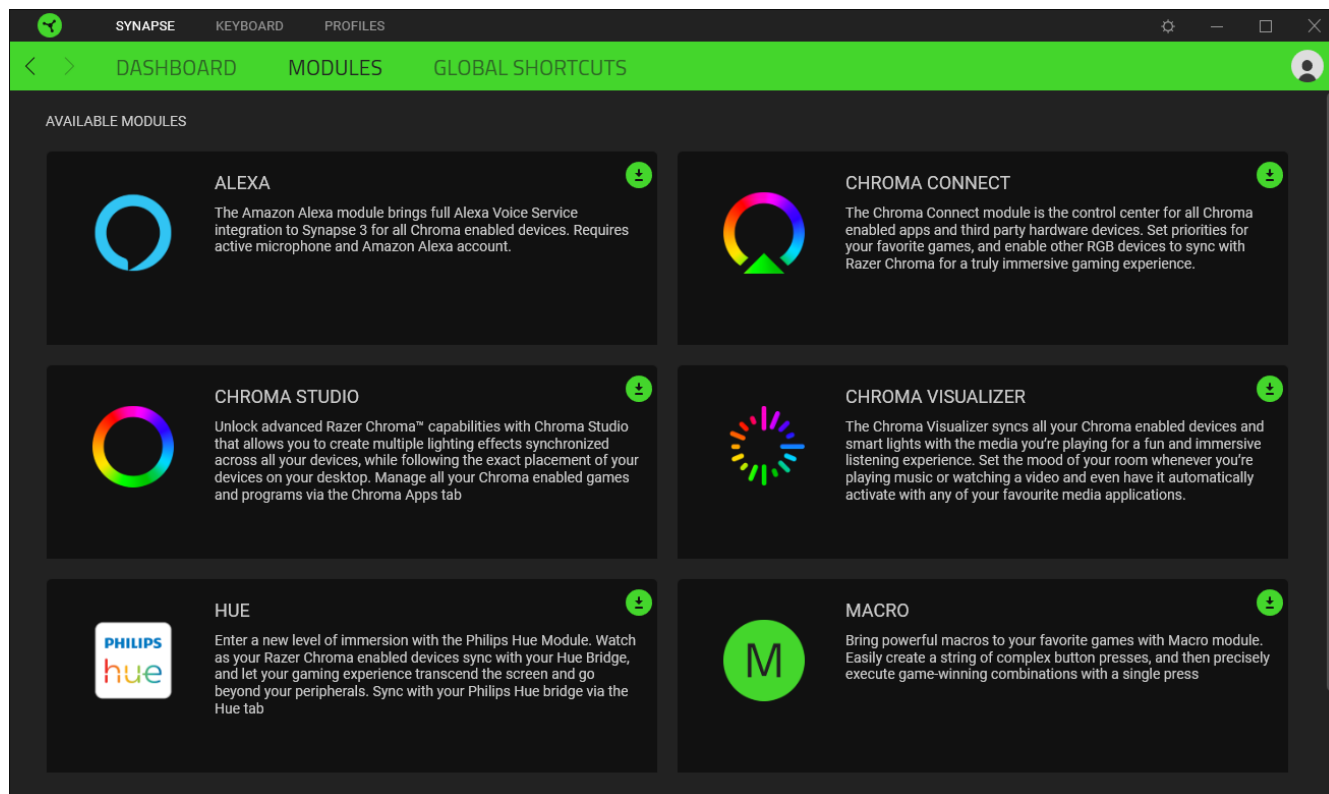 SYNAPSE KEYBOARD PROFILES
DASHBOARD MODULES GLOBAL SHORTCUTS
AVAILABLE MODULES
ALEXA
The Amazon Alexa module brings full Alexa Voice Service
integration to Synapse 3 for all Chroma enabled devices. Requires
active microphone and Amazon Alexa account.
CHROMA CONNECT
The Chroma Connect module is the control center for all Chroma
enabled apps and third party hardware devices. Set priorities for
your favorite games, and enable other RGB devices to sync with
Razer Chroma for a truly immersive gaming experience.
CHROMA STUDIO
Unlock advanced Razer Chroma™ capabilities with Chroma Studio
that allows you to create multiple lighting effects synchronized
across all your devices, while following the exact placement of your
devices on your desktop. Manage all your Chroma enabled games
and programs via the Chroma Apps tab
CHROMA VISUALIZER
The Chroma Visualizer syncs all your Chroma enabled devices and
smart lights with the media you're playing for a fun and immersive
listening experience. Set the mood of your room whenever you're
playing music or watching a video and even have it automatically
activate with any of your favourite media applications.
PHILIPS
hue
HUE
Enter a new level of immersion with the Philips Hue Module. Watch
as your Razer Chroma enabled devices sync with your Hue Bridge,
and let your gaming experience transcend the screen and go
beyond your peripherals. Sync with your Philips Hue bridge via the
Hue tab
M
MACRO
Bring powerful macros to your favorite games with Macro module.
Easily create a string of complex button presses, and then precisely
execute game-winning combinations with a single press